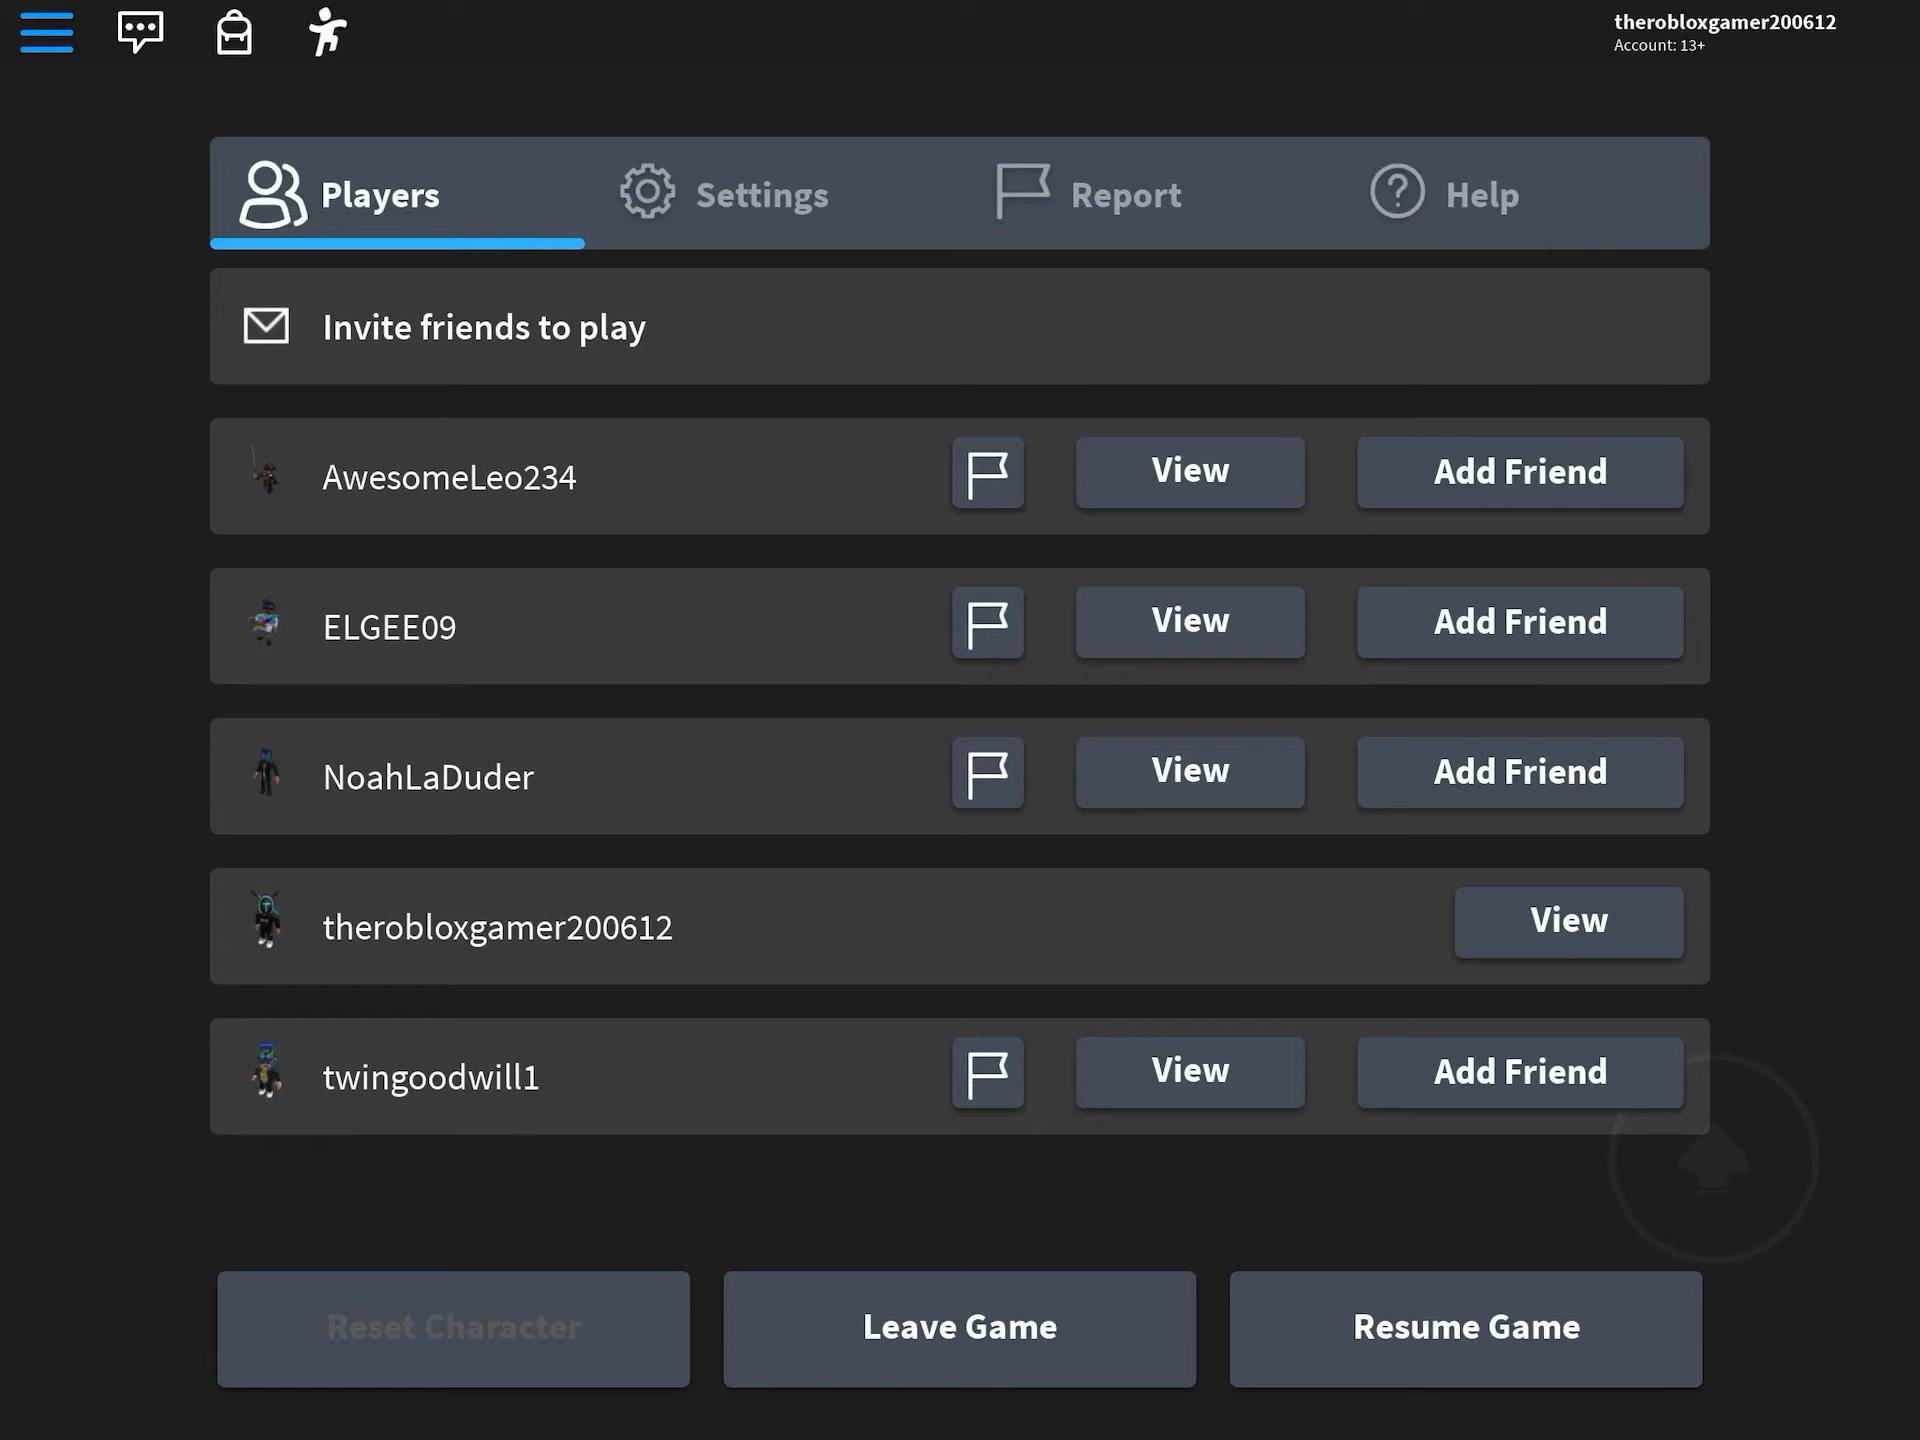 therobloxgamer200612
Account: 13+
Players Settings Report Help
Invite friends to play
AwesomeLeo234 View Add Friend
ELGEE09 View Add Friend
NoahLaDuder View Add Friend
therobloxgamer200612 View
twingoodwill1 View Add Friend
Reset Character Leave Game Resume Game